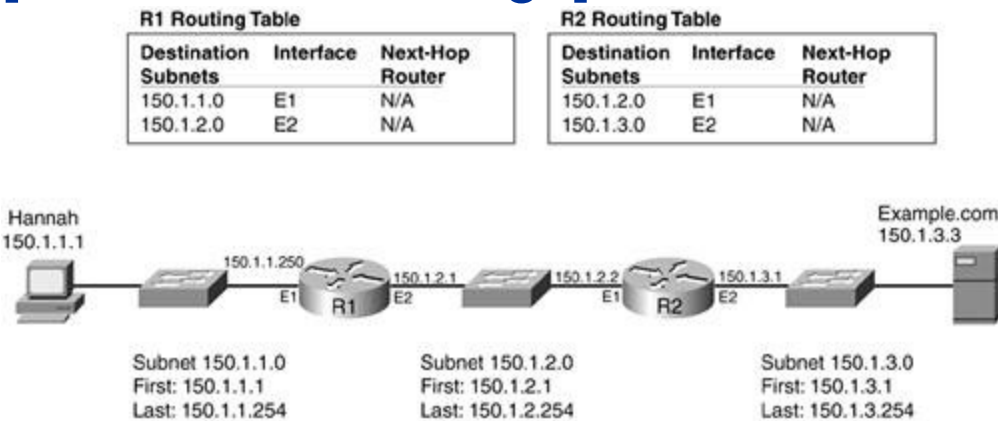 R1 Routing Table
Destination Interface Next-Hop
Subnets Router
150.1.1.0 E1 N/A
150.1.2.0 E2 N/A
R2 Routing Table
Destination Interface Next-Hop
Subnets Router
150.1.2.0 E1 N/A
150.1.3.0 E2 N/A
Hannah
150.1.1.1
150.1.1.250
E1
R1
150.1.2.1
E2
150.1.2.2
E1
R2
150.1.3.1
E2
Example.com
150.1.3.3
Subnet 150.1.1.0
First: 150.1.1.1
Last: 150.1.1.254
Subnet 150.1.2.0
First: 150.1.2.1
Last: 150.1.2.254
Subnet 150.1.3.0
First: 150.1.3.1
Last: 150.1.3.254